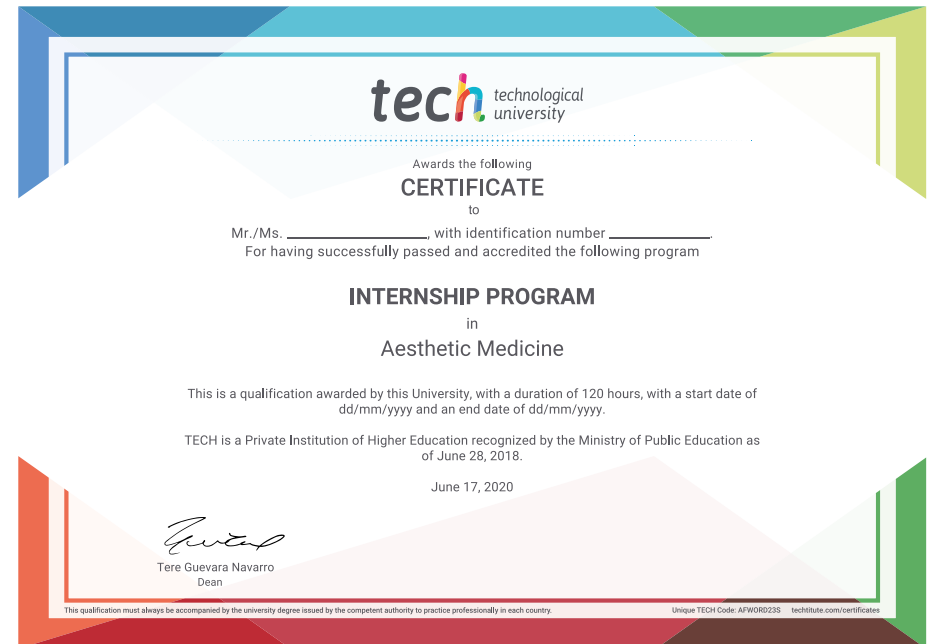 tech technological
university
Awards the following
CERTIFICATE
to
Mr./Ms. ____________________, with identification number ______________.
For having successfully passed and accredited the following program
INTERNSHIP PROGRAM
in
Aesthetic Medicine
This is a qualification awarded by this University, with a duration of 120 hours, with a start date of
dd/mm/yyyy and an end date of dd/mm/yyyy.
TECH is a Private Institution of Higher Education recognized by the Ministry of Public Education as
of June 28, 2018.
June 17, 2020
Tere Guevara Navarro
Dean
This qualification must always be accompanied by the university degree issued by the competent authority to practice professionally in each country.
Unique TECH Code: AFWORD23S techtitute.com/certificates